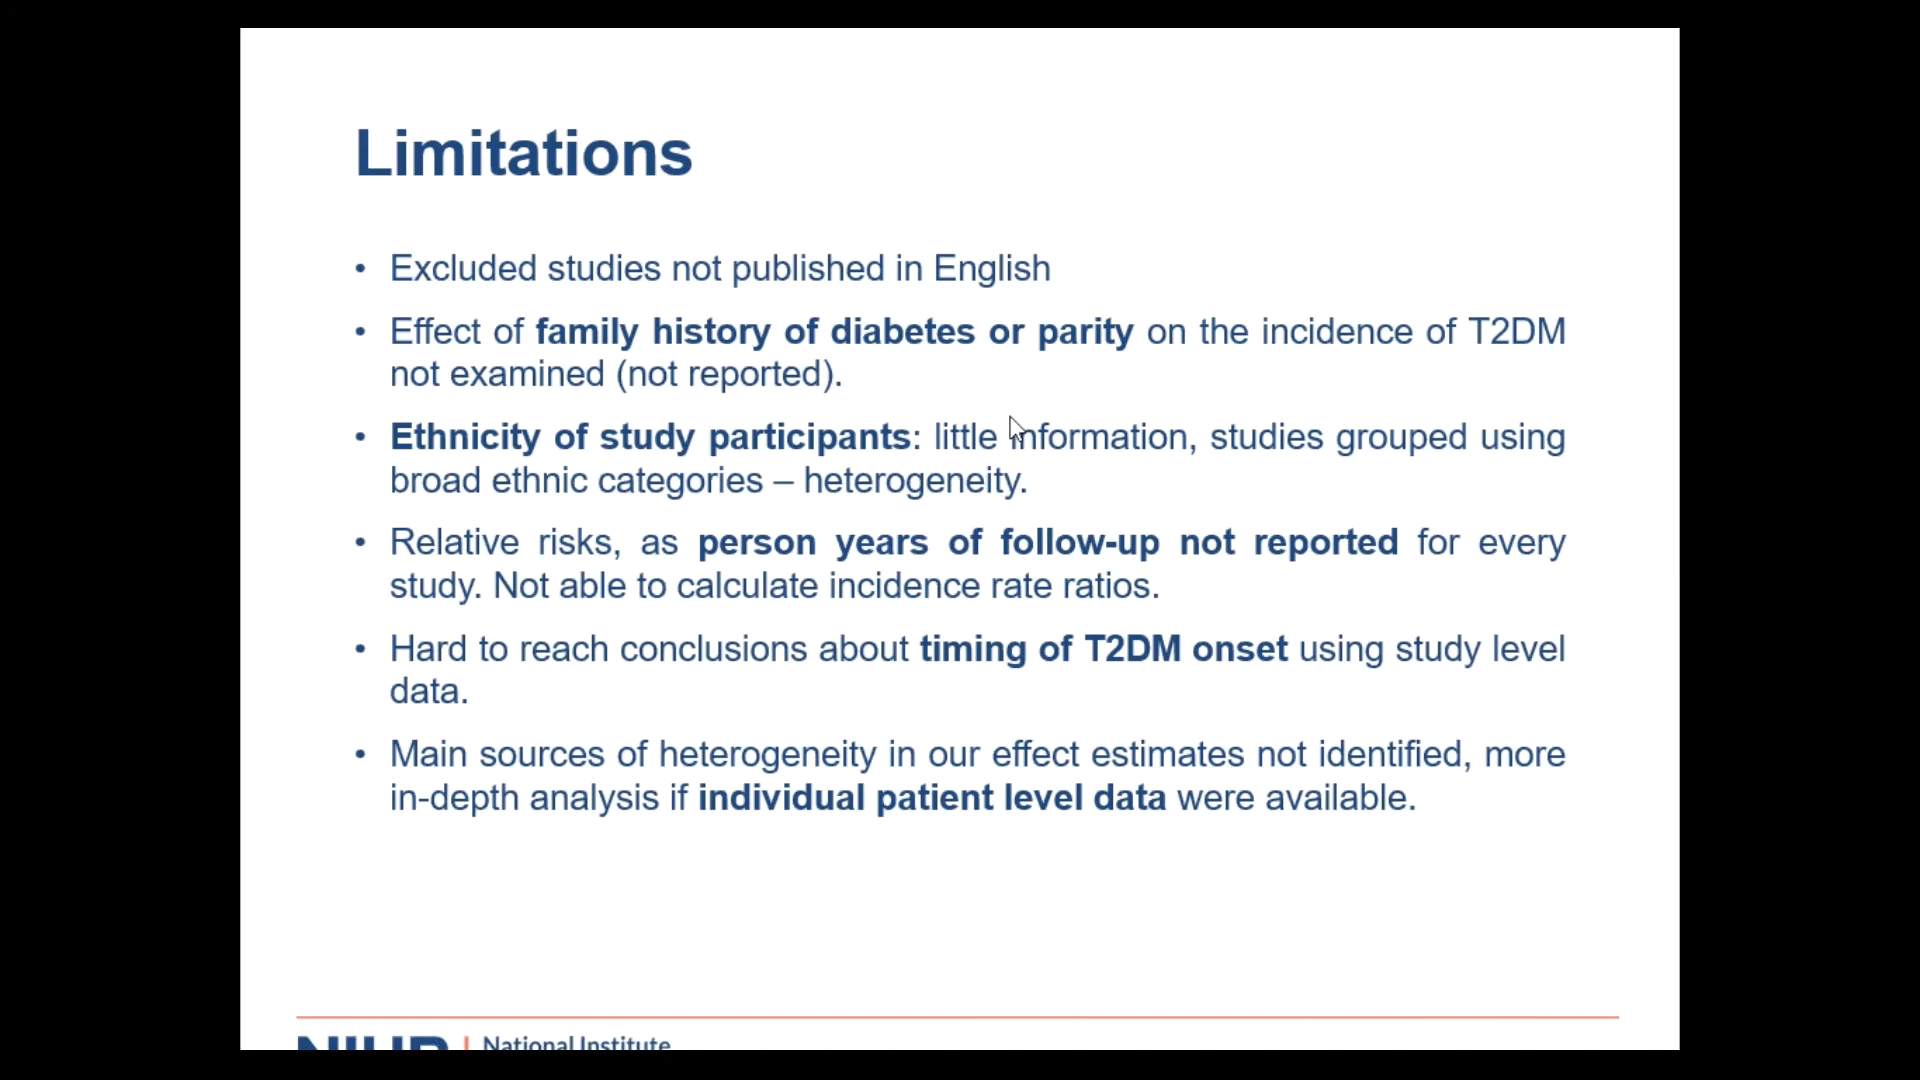 Limitations
• Excluded studies not published in English
• Effect of family history of diabetes or parity on the incidence of T2DM
not examined (not reported).
• Ethnicity of study participants: little information, studies grouped using
broad ethnic categories – heterogeneity.
• Relative risks, as person years of follow-up not reported for every
study. Not able to calculate incidence rate ratios.
• Hard to reach conclusions about timing of T2DM onset using study level
data.
• Main sources of heterogeneity in our effect estimates not identified, more
in-depth analysis if individual patient level data were available.
NIHR | National Institute